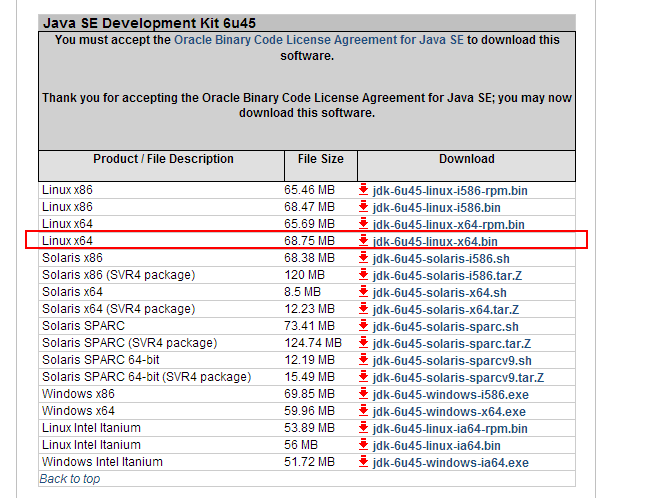 Java SE Development Kit 6u45
You must accept the Oracle Binary Code License Agreement for Java SE to download this
software.
Thank you for accepting the Oracle Binary Code License Agreement for Java SE; you may now
download this software.
Product / File Description File Size Download
Linux x86 65.46 MB jdk-6u45-linux-i586-rpm.bin
Linux x86 68.47 MB jdk-6u45-linux-i586.bin
Linux x64 65.69 MB jdk-6u45-linux-x64-rpm.bin
Linux x64 68.75 MB jdk-6u45-linux-x64.bin
Solaris x86 68.38 MB jdk-6u45-solaris-i586.sh
Solaris x86 (SVR4 package) 120 MB jdk-6u45-solaris-i586.tar.Z
Solaris x64 8.5 MB jdk-6u45-solaris-x64.sh
Solaris x64 (SVR4 package) 12.23 MB jdk-6u45-solaris-x64.tar.Z
Solaris SPARC 73.41 MB jdk-6u45-solaris-sparc.sh
Solaris SPARC (SVR4 package) 124.74 MB jdk-6u45-solaris-sparc.tar.Z
Solaris SPARC 64-bit 12.19 MB jdk-6u45-solaris-sparcv9.sh
Solaris SPARC 64-bit (SVR4 package) 15.49 MB jdk-6u45-solaris-sparcv9.tar.Z
Windows x86 69.85 MB jdk-6u45-windows-i586.exe
Windows x64 59.96 MB jdk-6u45-windows-x64.exe
Linux Intel Itanium 53.89 MB jdk-6u45-linux-ia64-rpm.bin
Linux Intel Itanium 56 MB jdk-6u45-linux-ia64.bin
Windows Intel Itanium 51.72 MB jdk-6u45-windows-ia64.exe
Back to top